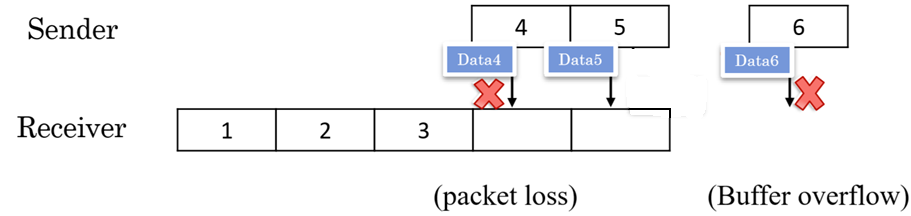 Sender 4 5 6
Data4 Data5 Data6
Receiver 1 2 3
(packet loss) (Buffer overflow)